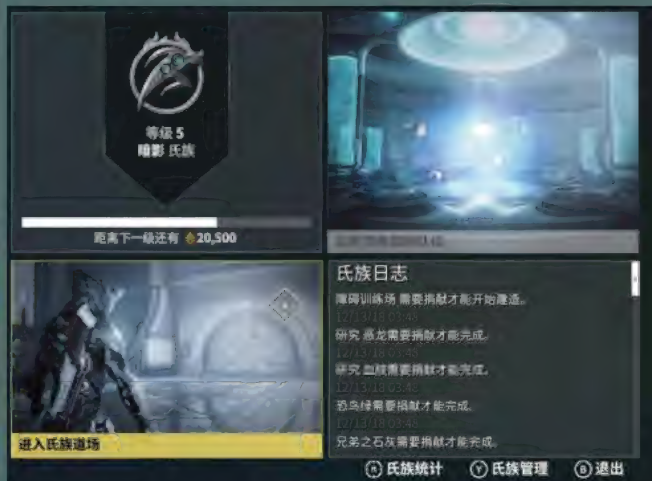 等级 5
暗影 氏族
距离下一级还有 20,500
进入氏族道场
氏族日志
障碍训练场 需要捐献才能开始建造。
12/13/18 03:48
研究 恐龙需要捐献才能完成。
12/13/18 03:48
研究 血肢需要捐献才能完成。
12/13/18 03:48
恐鸟绿需要捐献才能完成。
12/13/18 03:48
兄弟之石灰需要捐献才能完成。
氏族统计
Y 氏族管理
B 退出